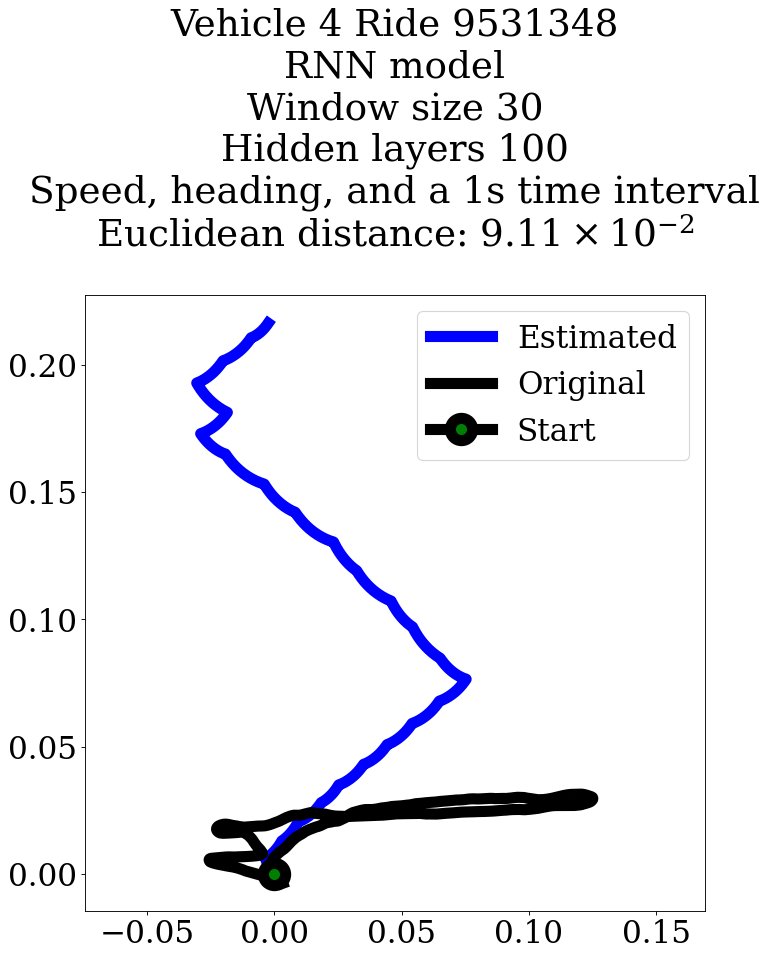 Vehicle 4 Ride 9531348
RNN model
Window size 30
Hidden layers 100
Speed, heading, and a 1s time interval
Euclidean distance: 9.11 × 10⁻²
Estimated
Original
Start
0.20
0.15
0.10
0.05
0.00
−0.05 0.00 0.05 0.10 0.15